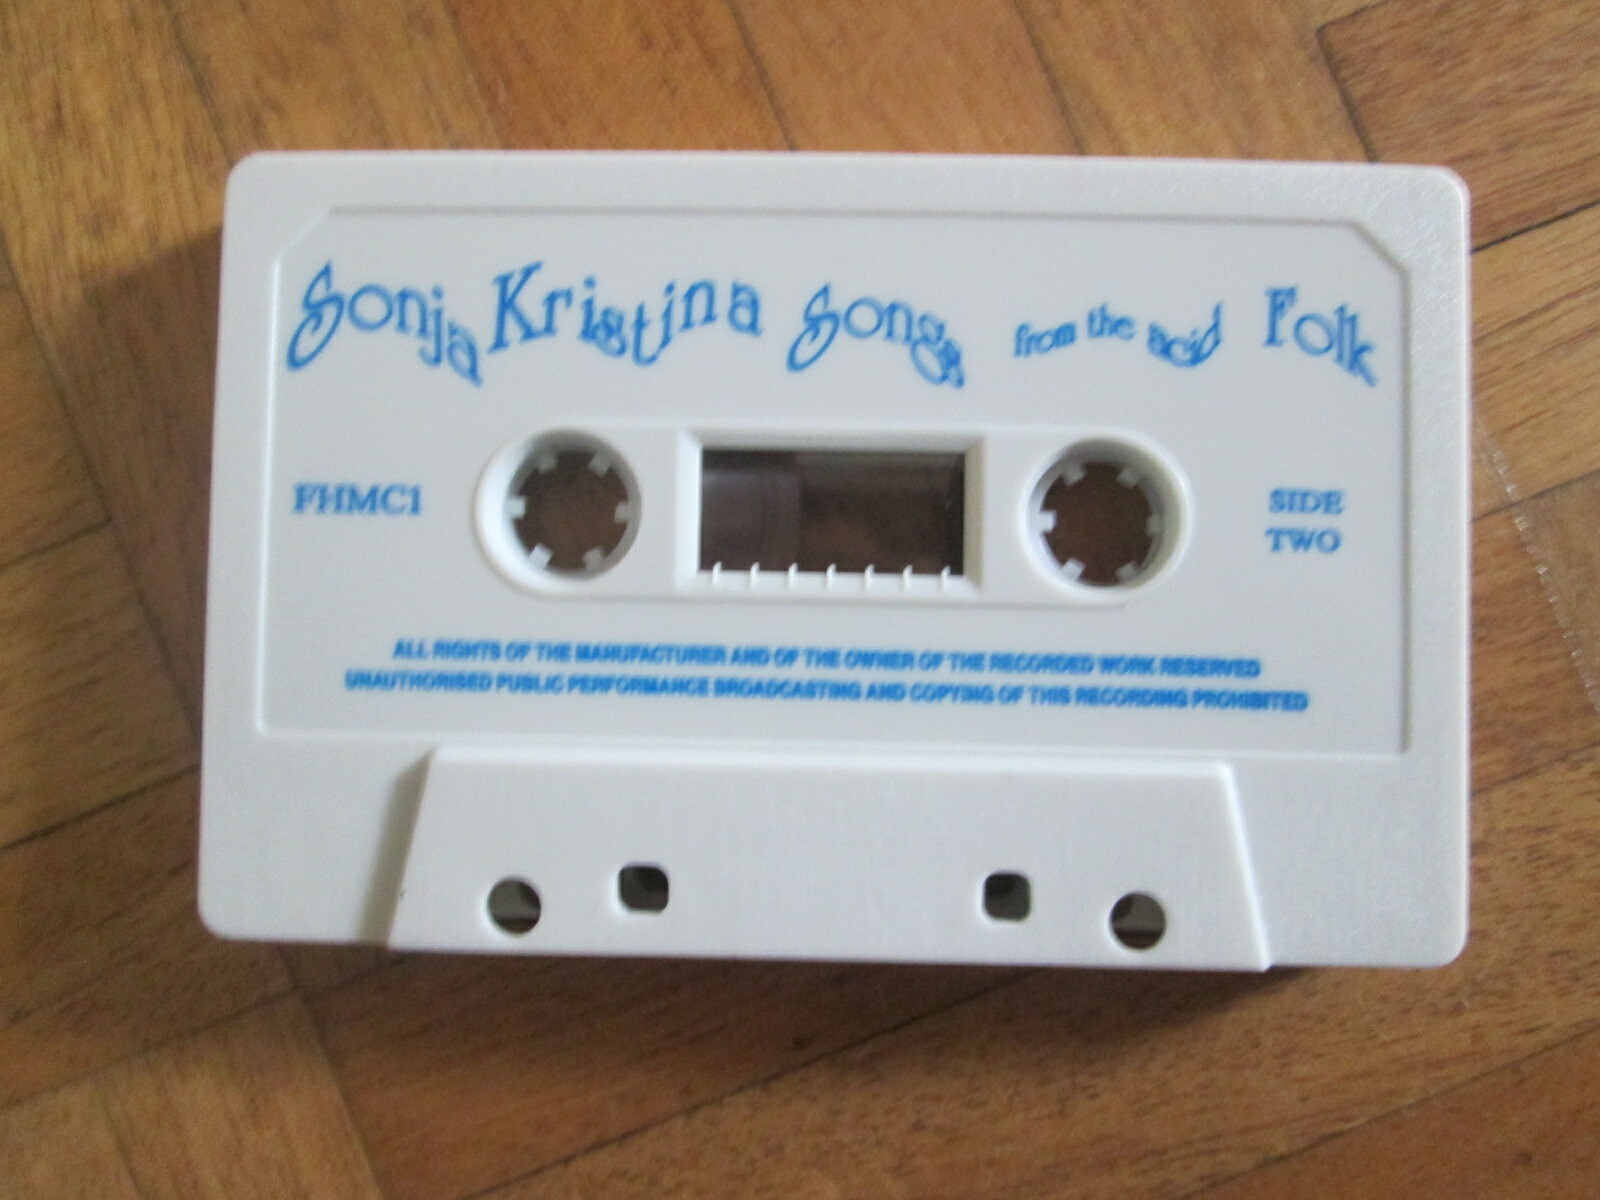 Sonja Kristina Songs from the acid Folk
FHMC1
SIDE
TWO
ALL RIGHTS OF THE MANUFACTURER AND OF THE OWNER OF THE RECORDED WORK RESERVED
UNAUTHORISED PUBLIC PERFORMANCE BROADCASTING AND COPYING OF THIS RECORDING PROHIBITED